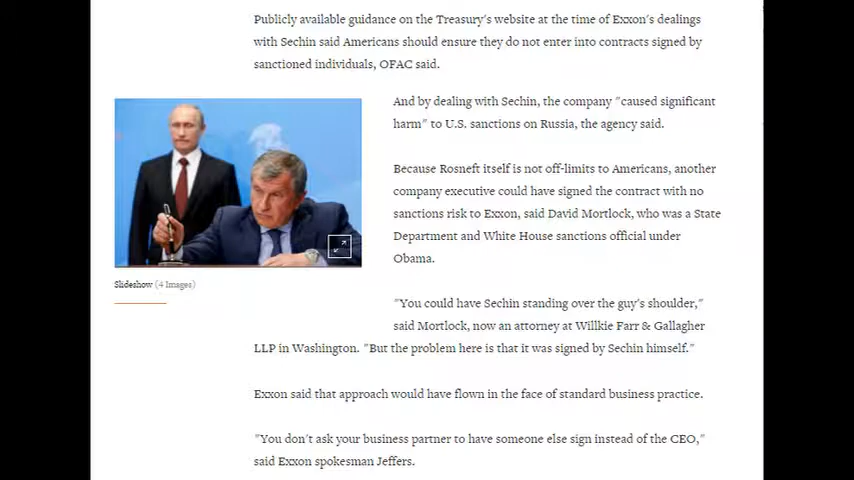 Publicly available guidance on the Treasury's website at the time of Exxon's dealings
with Sechin said Americans should ensure they do not enter into contracts signed by
sanctioned individuals, OFAC said.
And by dealing with Sechin, the company "caused significant
harm" to U.S. sanctions on Russia, the agency said.
Because Rosneft itself is not off-limits to Americans, another
company executive could have signed the contract with no
sanctions risk to Exxon, said David Mortlock, who was a State
Department and White House sanctions official under
Obama.
Slideshow (4 Images)
"You could have Sechin standing over the guy's shoulder,"
said Mortlock, now an attorney at Willkie Farr & Gallagher
LLP in Washington. "But the problem here is that it was signed by Sechin himself."
Exxon said that approach would have flown in the face of standard business practice.
"You don't ask your business partner to have someone else sign instead of the CEO,"
said Exxon spokesman Jeffers.